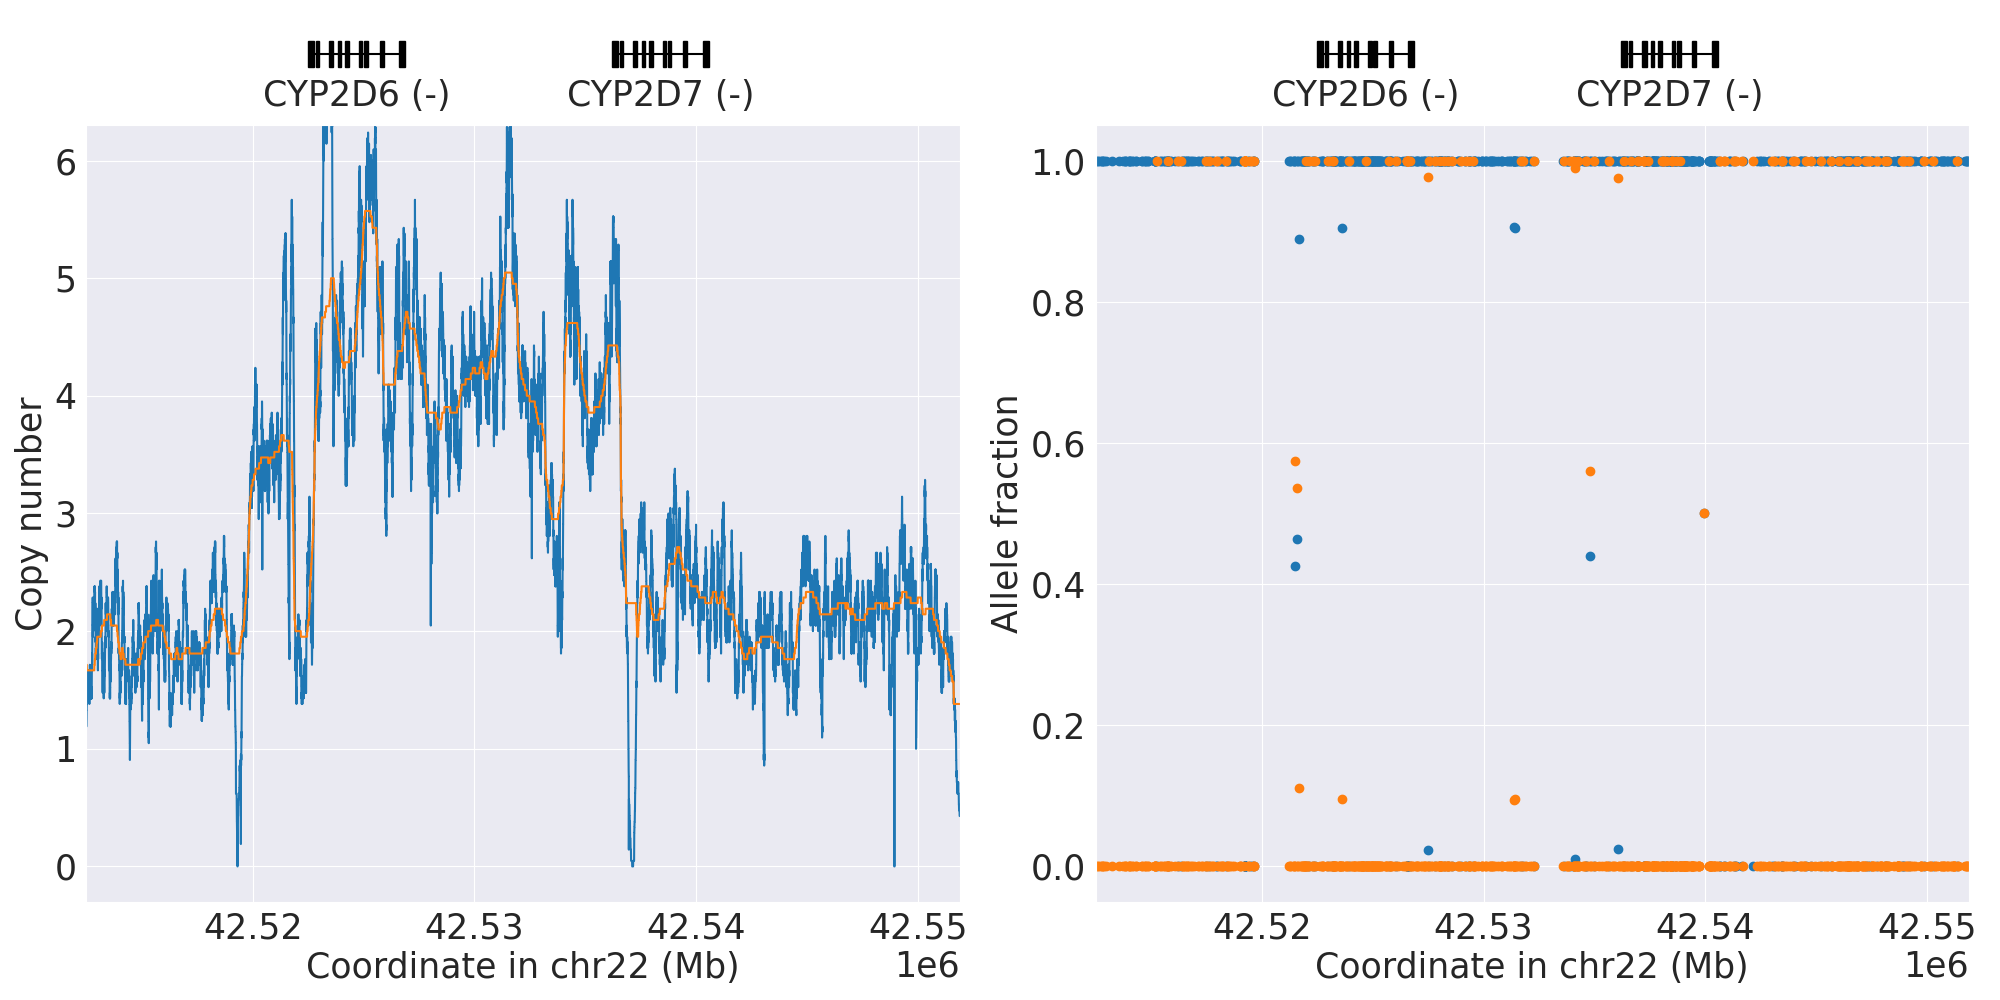 CYP2D6 (-) CYP2D7 (-)
6
5
4
3
2
1
0
Copy number
42.52 42.53 42.54 42.55
Coordinate in chr22 (Mb) 1e6
CYP2D6 (-) CYP2D7 (-)
1.0
0.8
0.6
0.4
0.2
0.0
Allele fraction
42.52 42.53 42.54 42.55
Coordinate in chr22 (Mb) 1e6